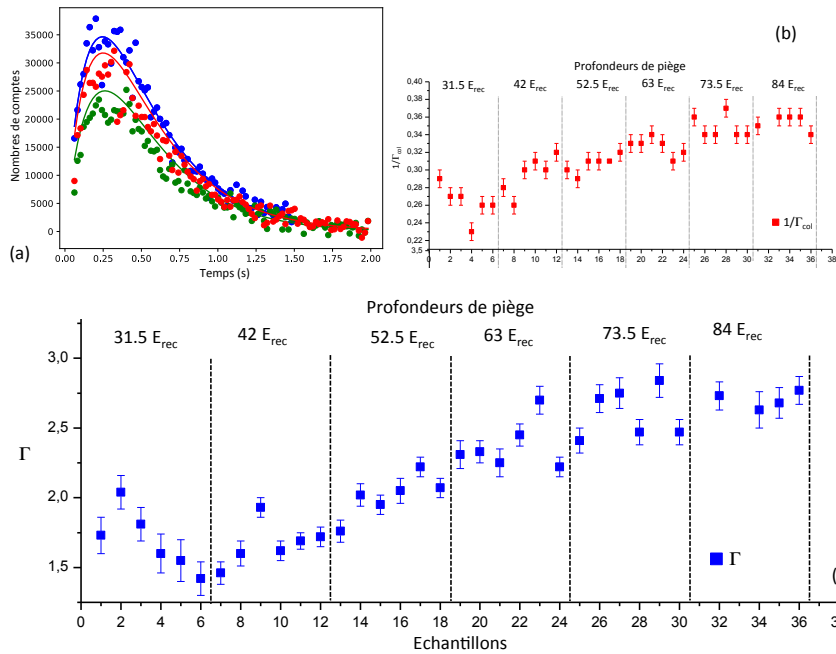 35000
30000
25000
20000
15000
10000
5000
0
Nombres de comptes
0.00 0.25 0.50 0.75 1.00 1.25 1.50 1.75 2.00
Temps (s)
(a)
(b)
Profondeurs de piège
31.5 Erec 42 Erec 52.5 Erec 63 Erec 73.5 Erec 84 Erec
0,40
0,38
0,36
0,34
0,32
0,30
0,28
0,26
0,24
0,22
0,21
3,5
1/Γcol
1/Γcol
0 2 4 6 8 10 12 14 16 18 20 22 24 26 28 30 32 34 36 38
Profondeurs de piège
31.5 Erec 42 Erec 52.5 Erec 63 Erec 73.5 Erec 84 Erec
3,0
2,5
2,0
1,5
Γ
Γ
(
0 2 4 6 8 10 12 14 16 18 20 22 24 26 28 30 32 34 36 3
Echantillons